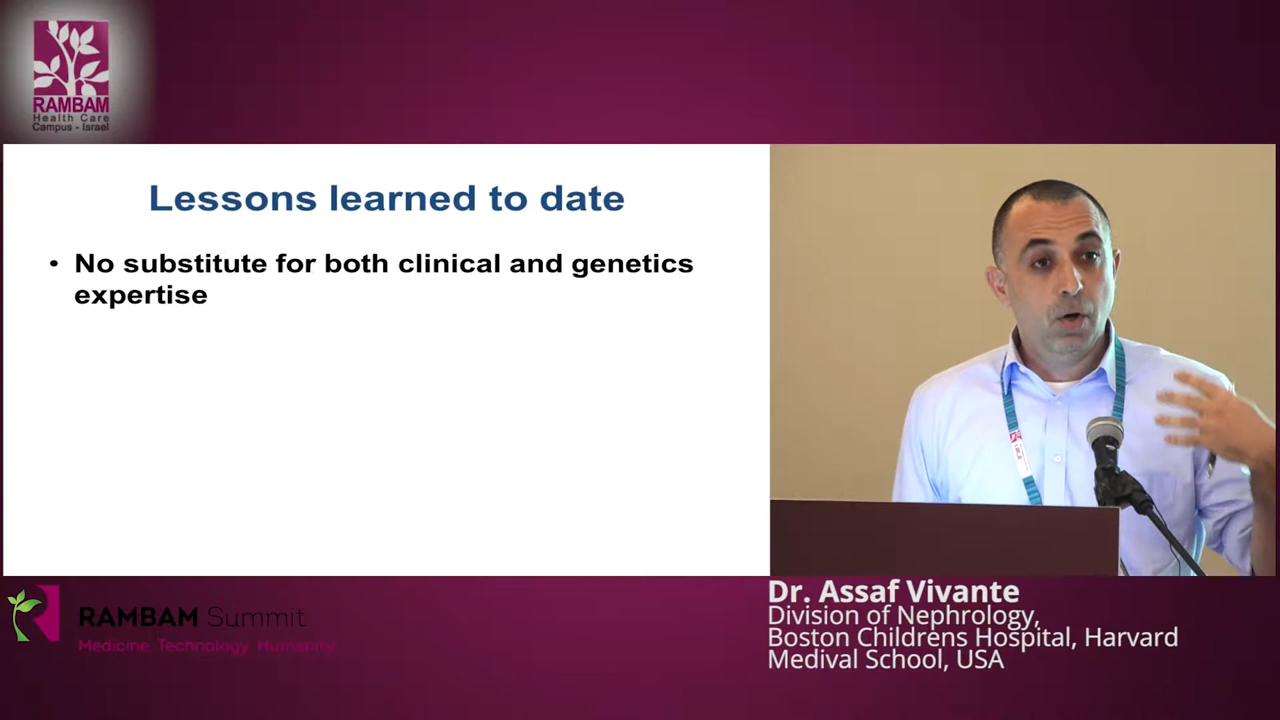 RAMBAM
Health Care
Campus - Israel
Lessons learned to date
• No substitute for both clinical and genetics
expertise
RAMBAM Summit
Medicine. Technology. Humanity.
Dr. Assaf Vivante
Division of Nephrology,
Boston Childrens Hospital, Harvard
Medival School, USA